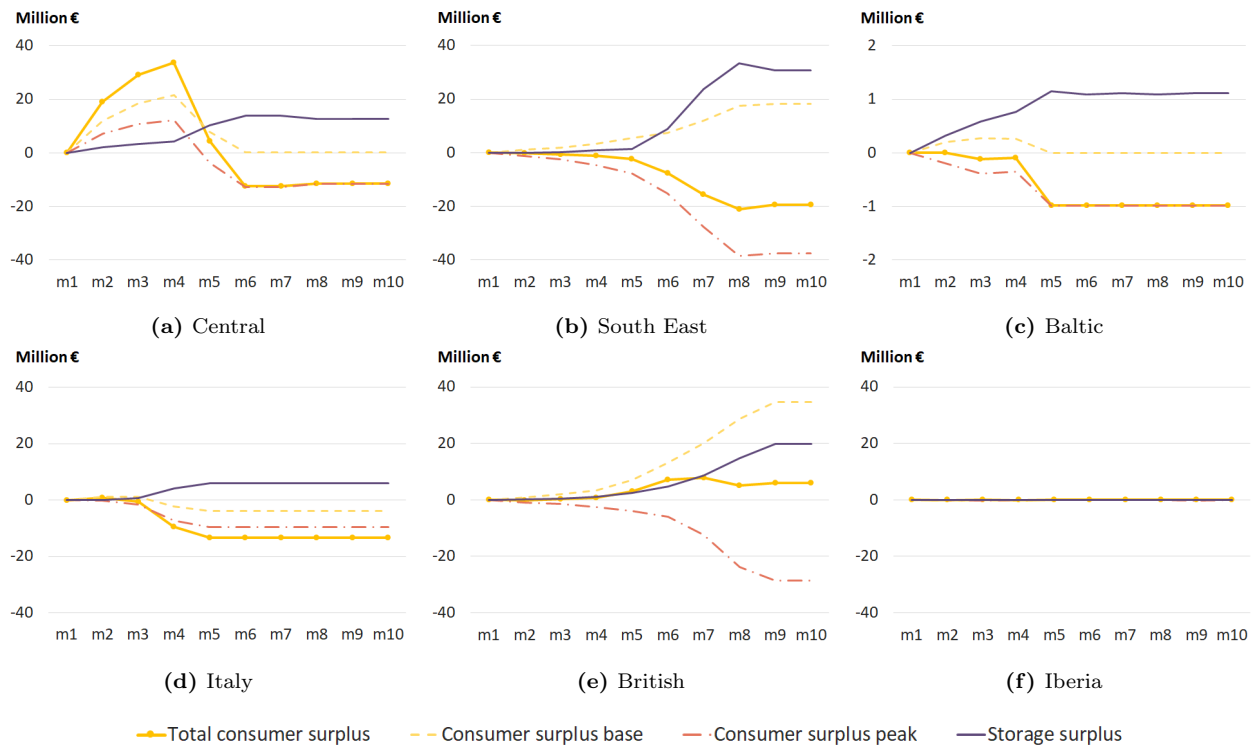 Million €
40
20
0
-20
-40
m1 m2 m3 m4 m5 m6 m7 m8 m9 m10
(a) Central
Million €
40
20
0
-20
-40
m1 m2 m3 m4 m5 m6 m7 m8 m9 m10
(b) South East
Million €
2
1
0
-1
-2
m1 m2 m3 m4 m5 m6 m7 m8 m9 m10
(c) Baltic
Million €
40
20
0
-20
-40
m1 m2 m3 m4 m5 m6 m7 m8 m9 m10
(d) Italy
Million €
40
20
0
-20
-40
m1 m2 m3 m4 m5 m6 m7 m8 m9 m10
(e) British
Million €
40
20
0
-20
-40
m1 m2 m3 m4 m5 m6 m7 m8 m9 m10
(f) Iberia
Total consumer surplus Consumer surplus base Consumer surplus peak Storage surplus